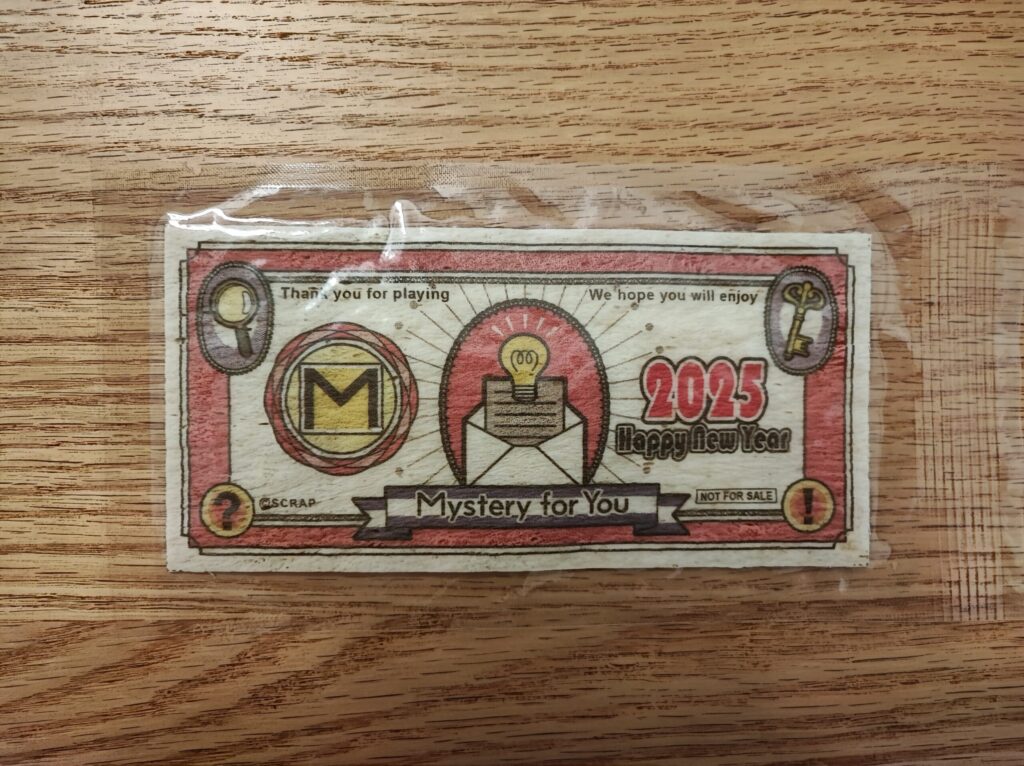 Thank you for playing
We hope you will enjoy
M
2025
Happy New Year
?
©SCRAP
Mystery for You
NOT FOR SALE
!